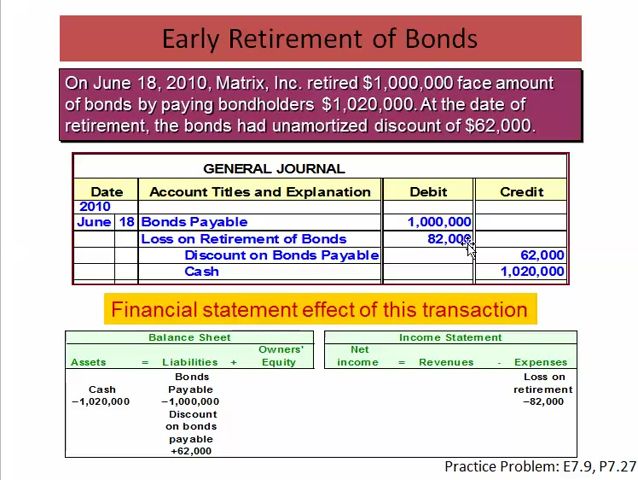 Early Retirement of Bonds
On June 18, 2010, Matrix, Inc. retired $1,000,000 face amount
of bonds by paying bondholders $1,020,000. At the date of
retirement, the bonds had unamortized discount of $62,000.
GENERAL JOURNAL
Date Account Titles and Explanation Debit Credit
2010
June 18 Bonds Payable 1,000,000
Loss on Retirement of Bonds 82,000
Discount on Bonds Payable 62,000
Cash 1,020,000
Financial statement effect of this transaction
Balance Sheet
Assets = Liabilities + Owners' Equity
Cash
−1,020,000
Bonds
Payable
−1,000,000
Discount
on bonds
payable
+62,000
Income Statement
Net income = Revenues - Expenses
Loss on
retirement
−82,000
Practice Problem: E7.9, P7.27